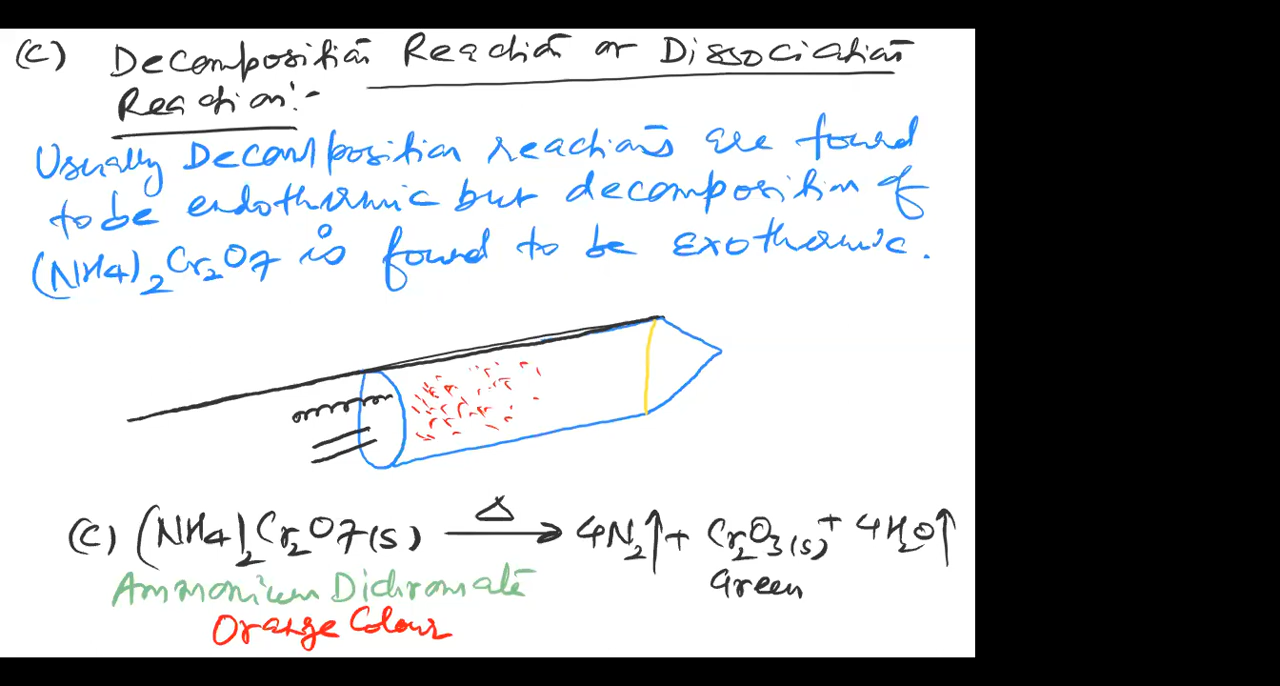 (C) Decomposition Reaction or Dissociation
Reaction:-
Usually Decomposition reactions are found
to be endothermic but decomposition of
(NH4)2Cr2O7 is found to be exothermic.
(C) (NH4)2Cr2O7(s) —Δ→ 4N2↑ + Cr2O3(s) + 4H2O↑
Green
Ammonium Dichromate
Orange Colour